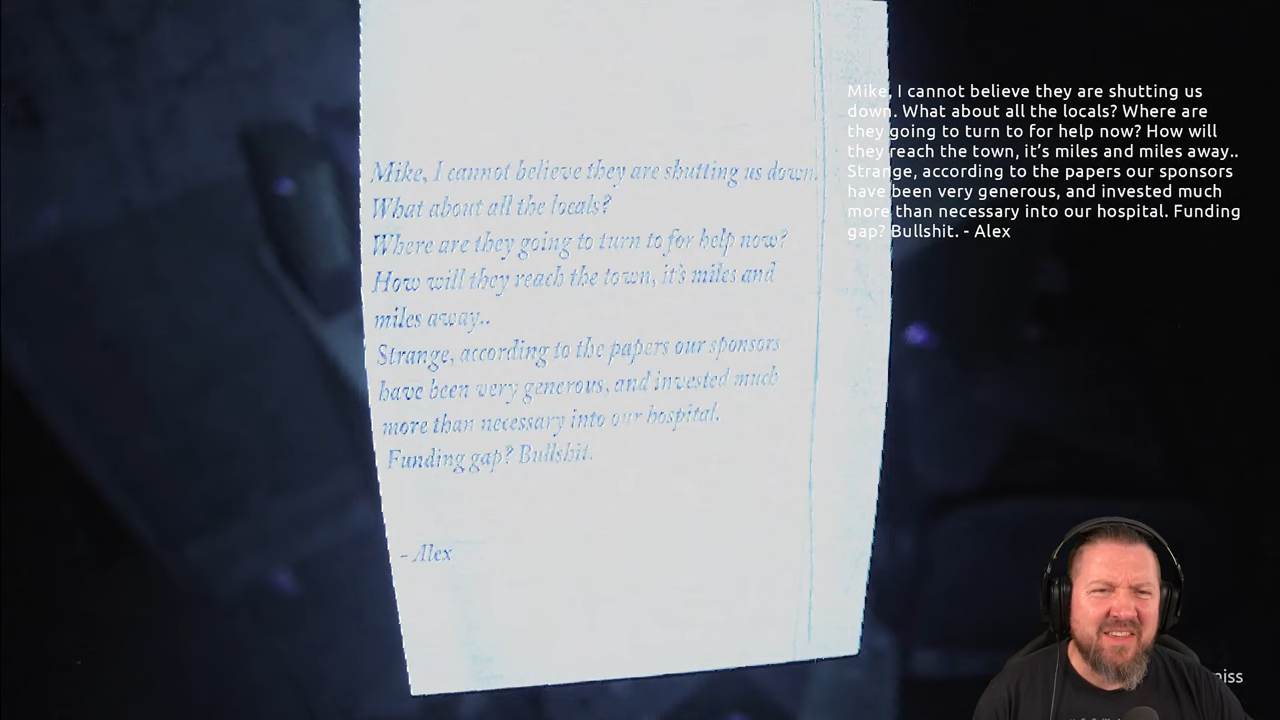 Mike, I cannot believe they are shutting us down.
What about all the locals?
Where are they going to turn to for help now?
How will they reach the town, it's miles and
miles away..
Strange, according to the papers our sponsors
have been very generous, and invested much
more than necessary into our hospital.
Funding gap? Bullshit.
- Alex
Mike, I cannot believe they are shutting us
down. What about all the locals? Where are
they going to turn to for help now? How will
they reach the town, it’s miles and miles away..
Strange, according to the papers our sponsors
have been very generous, and invested much
more than necessary into our hospital. Funding
gap? Bullshit. - Alex